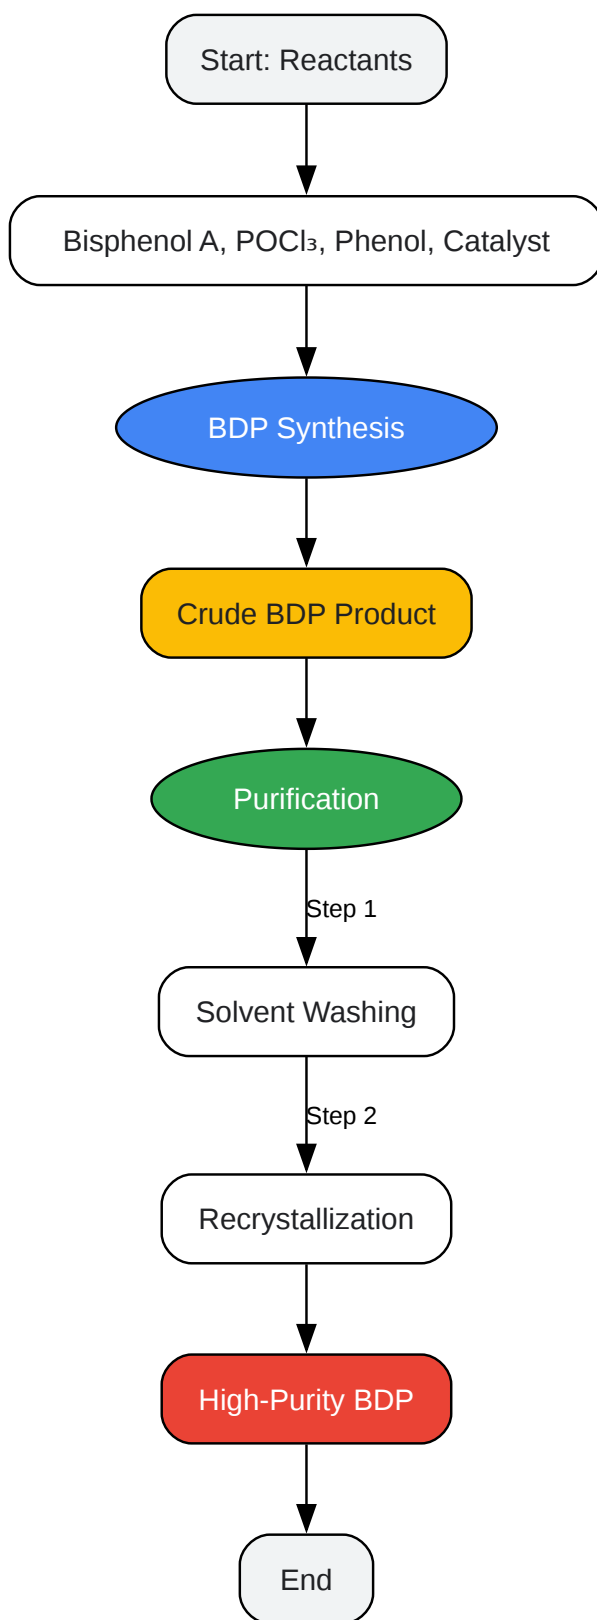 Start: Reactants
Bisphenol A, POCl₃, Phenol, Catalyst
BDP Synthesis
Crude BDP Product
Purification
Step 1
Solvent Washing
Step 2
Recrystallization
High-Purity BDP
End